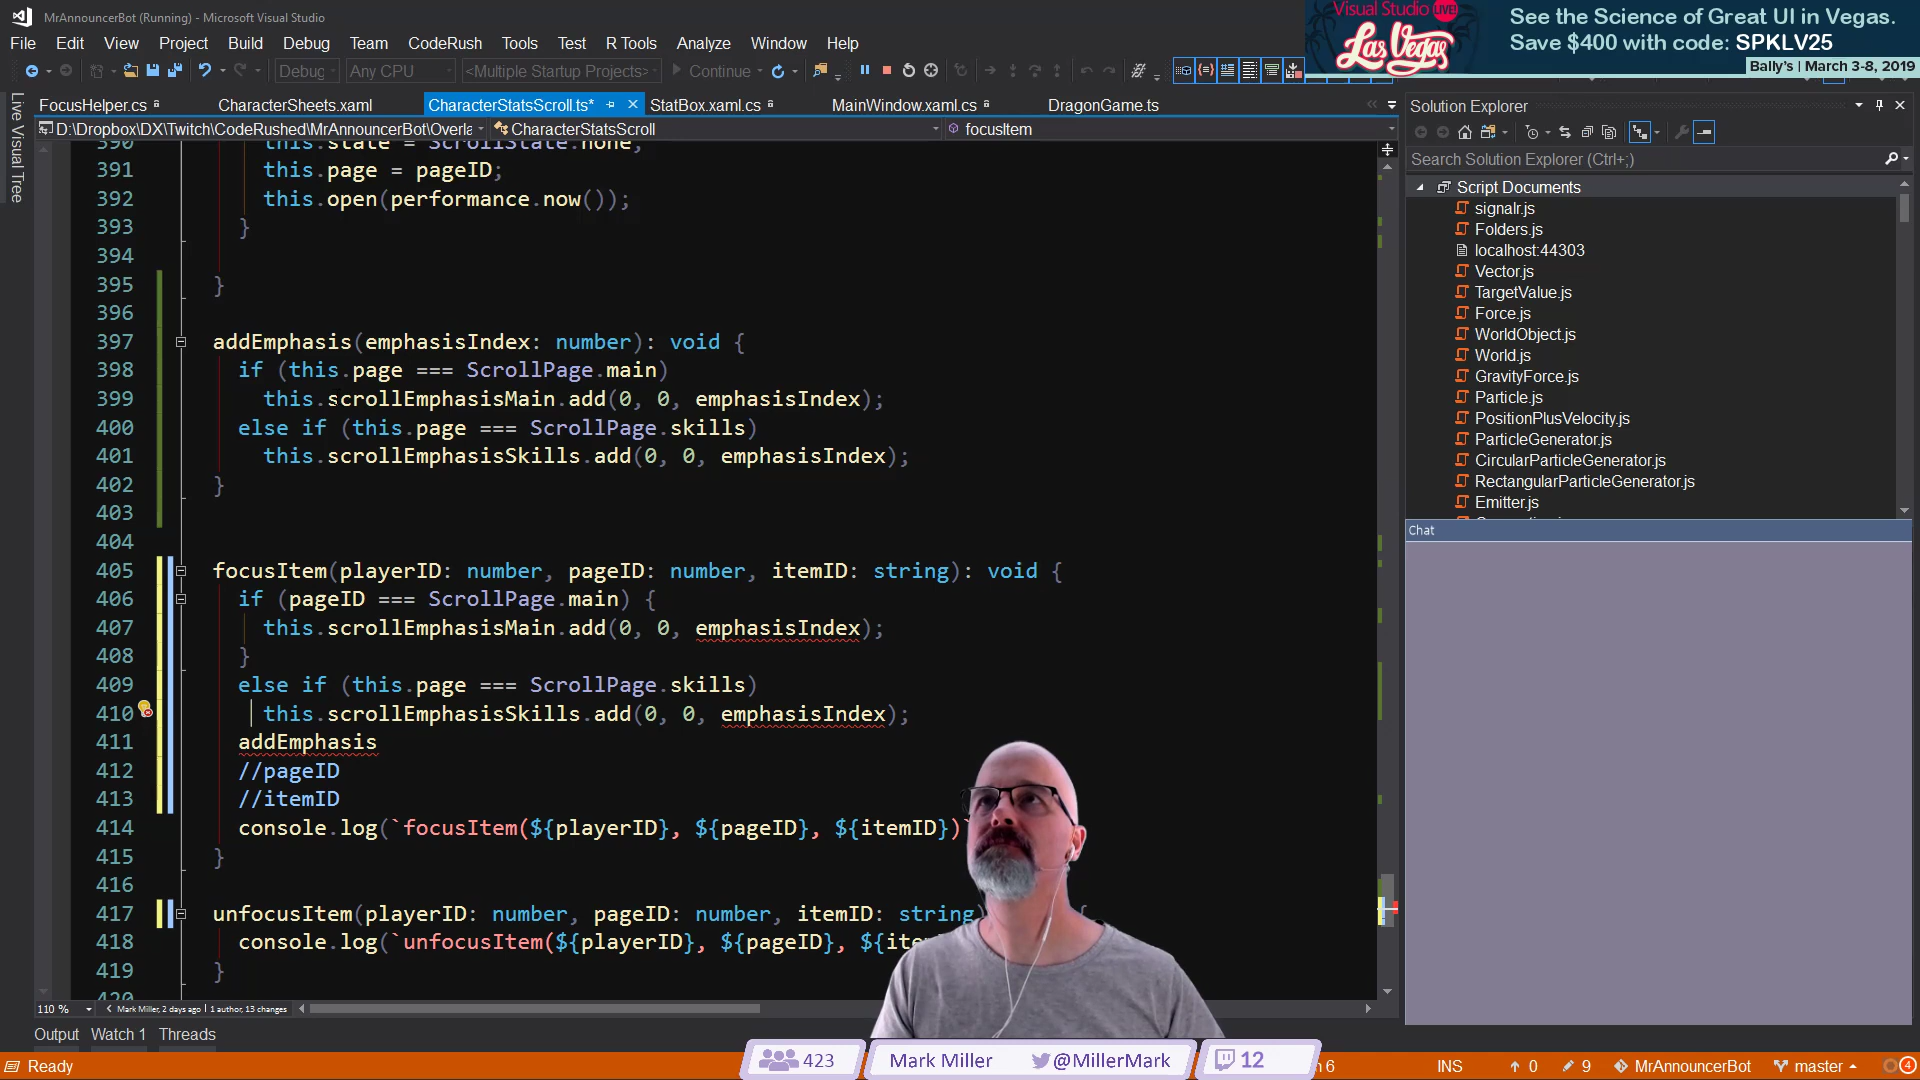 MrAnnouncerBot (Running) - Microsoft Visual Studio
File Edit View Project Build Debug Team CodeRush Tools Test R Tools Analyze Window Help
Debug Any CPU <Multiple Startup Projects> Continue
Visual Studio LIVE!
Las Vegas
See the Science of Great UI in Vegas.
Save $400 with code: SPKLV25
Bally's | March 3-8, 2019
Live Visual Tree
FocusHelper.cs CharacterSheets.xaml CharacterStatsScroll.ts* StatBox.xaml.cs MainWindow.xaml.cs DragonGame.ts
D:\Dropbox\DX\Twitch\CodeRushed\MrAnnouncerBot\Overla CharacterStatsScroll focusItem
390 this.state = ScrollState.none;
391 this.page = pageID;
392 this.open(performance.now());
393 }
394
395 }
396
397 addEmphasis(emphasisIndex: number): void {
398 if (this.page === ScrollPage.main)
399 this.scrollEmphasisMain.add(0, 0, emphasisIndex);
400 else if (this.page === ScrollPage.skills)
401 this.scrollEmphasisSkills.add(0, 0, emphasisIndex);
402 }
403
404
405 focusItem(playerID: number, pageID: number, itemID: string): void {
406 if (pageID === ScrollPage.main) {
407 this.scrollEmphasisMain.add(0, 0, emphasisIndex);
408 }
409 else if (this.page === ScrollPage.skills)
410 this.scrollEmphasisSkills.add(0, 0, emphasisIndex);
411 addEmphasis
412 //pageID
413 //itemID
414 console.log(`focusItem(${playerID}, ${pageID}, ${itemID})`
415 }
416
417 unfocusItem(playerID: number, pageID: number, itemID: string) {
418 console.log(`unfocusItem(${playerID}, ${pageID}, ${ite
419 }
420
110 % Mark Miller, 2 days ago | 1 author, 13 changes
Output Watch 1 Threads
Ready
423 Mark Miller @MillerMark 12
INS 0 9 MrAnnouncerBot master 4
Solution Explorer
Search Solution Explorer (Ctrl+;)
Script Documents
signalr.js
Folders.js
localhost:44303
Vector.js
TargetValue.js
Force.js
WorldObject.js
World.js
GravityForce.js
Particle.js
PositionPlusVelocity.js
ParticleGenerator.js
CircularParticleGenerator.js
RectangularParticleGenerator.js
Emitter.js
Chat